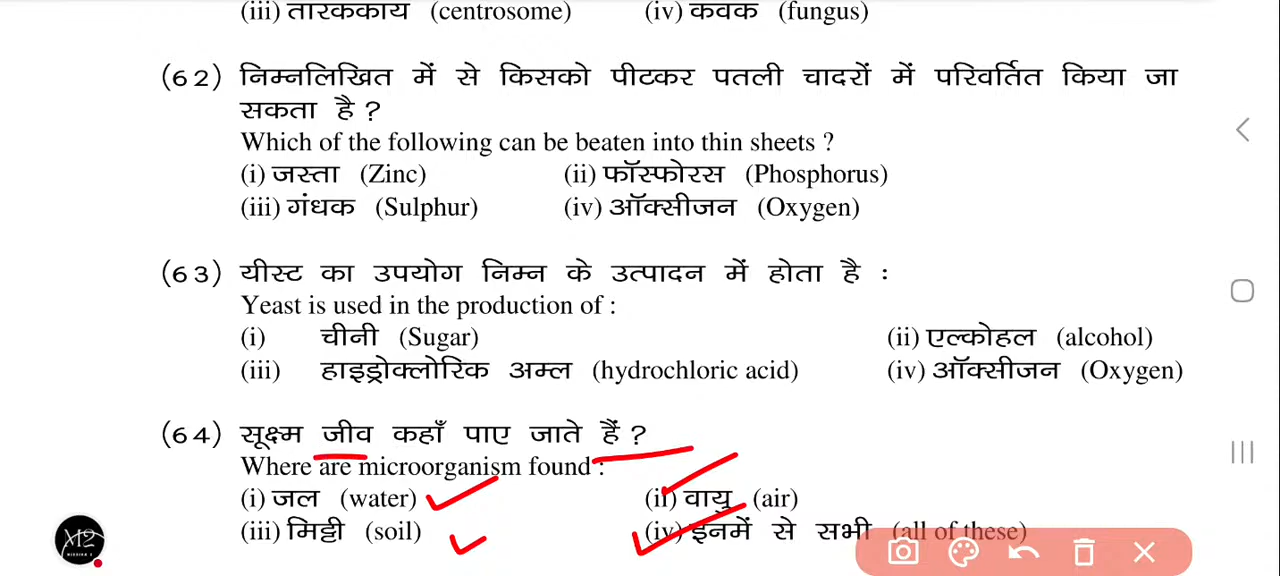 (iii) तारककाय (centrosome) (iv) कवक (fungus)
(62) निम्नलिखित में से किसको पीटकर पतली चादरों में परिवर्तित किया जा
सकता है ?
Which of the following can be beaten into thin sheets ?
(i) जस्ता (Zinc) (ii) फॉस्फोरस (Phosphorus)
(iii) गंधक (Sulphur) (iv) ऑक्सीजन (Oxygen)
(63) यीस्ट का उपयोग निम्न के उत्पादन में होता है :
Yeast is used in the production of :
(i) चीनी (Sugar) (ii) एल्कोहल (alcohol)
(iii) हाइड्रोक्लोरिक अम्ल (hydrochloric acid) (iv) ऑक्सीजन (Oxygen)
(64) सूक्ष्म जीव कहाँ पाए जाते हैं ?
Where are microorganism found :
(i) जल (water) (ii) वायु (air)
(iii) मिट्टी (soil) (iv) इनमें से सभी (all of these)